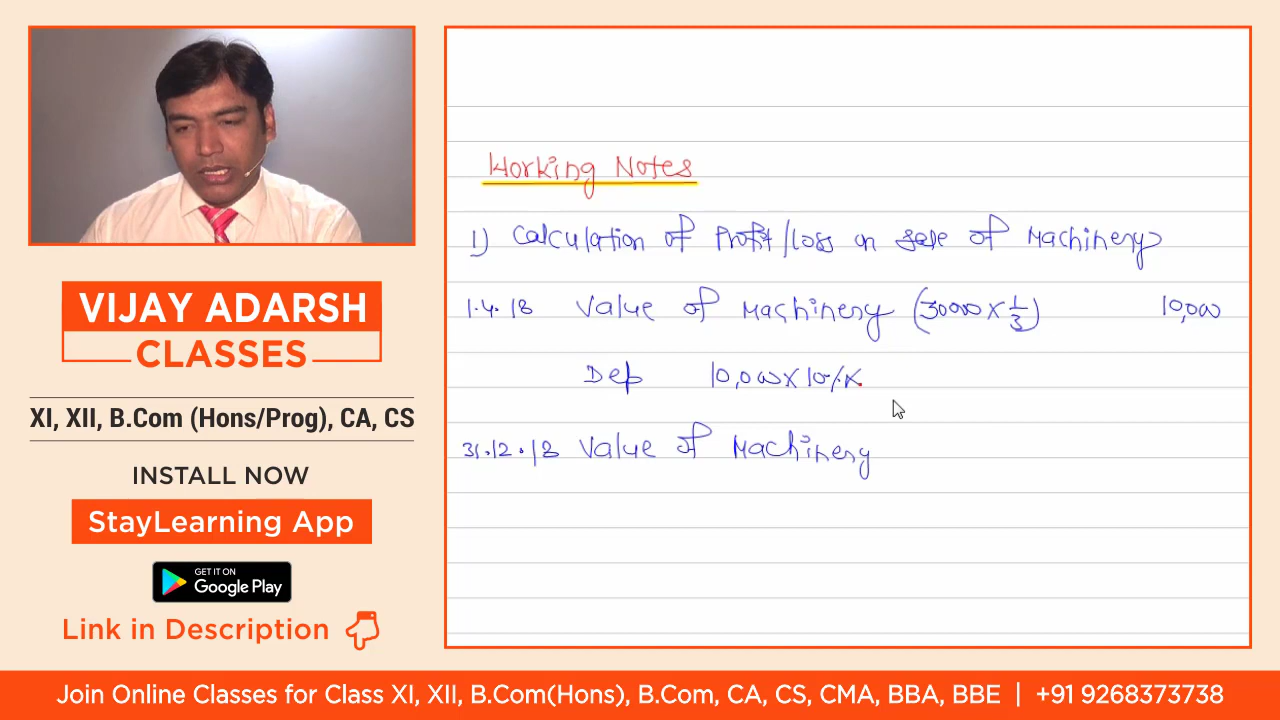 VIJAY ADARSH
CLASSES
XI, XII, B.Com (Hons/Prog), CA, CS
INSTALL NOW
StayLearning App
GET IT ON
Google Play
Link in Description
Working Notes
1) Calculation of Profit/loss on sale of Machinery
1.4.18 Value of Machinery (30000 × 1/3) 10,000
Dep 10,000 × 10% ×
31.12.18 Value of Machinery
Join Online Classes for Class XI, XII, B.Com(Hons), B.Com, CA, CS, CMA, BBA, BBE | +91 9268373738